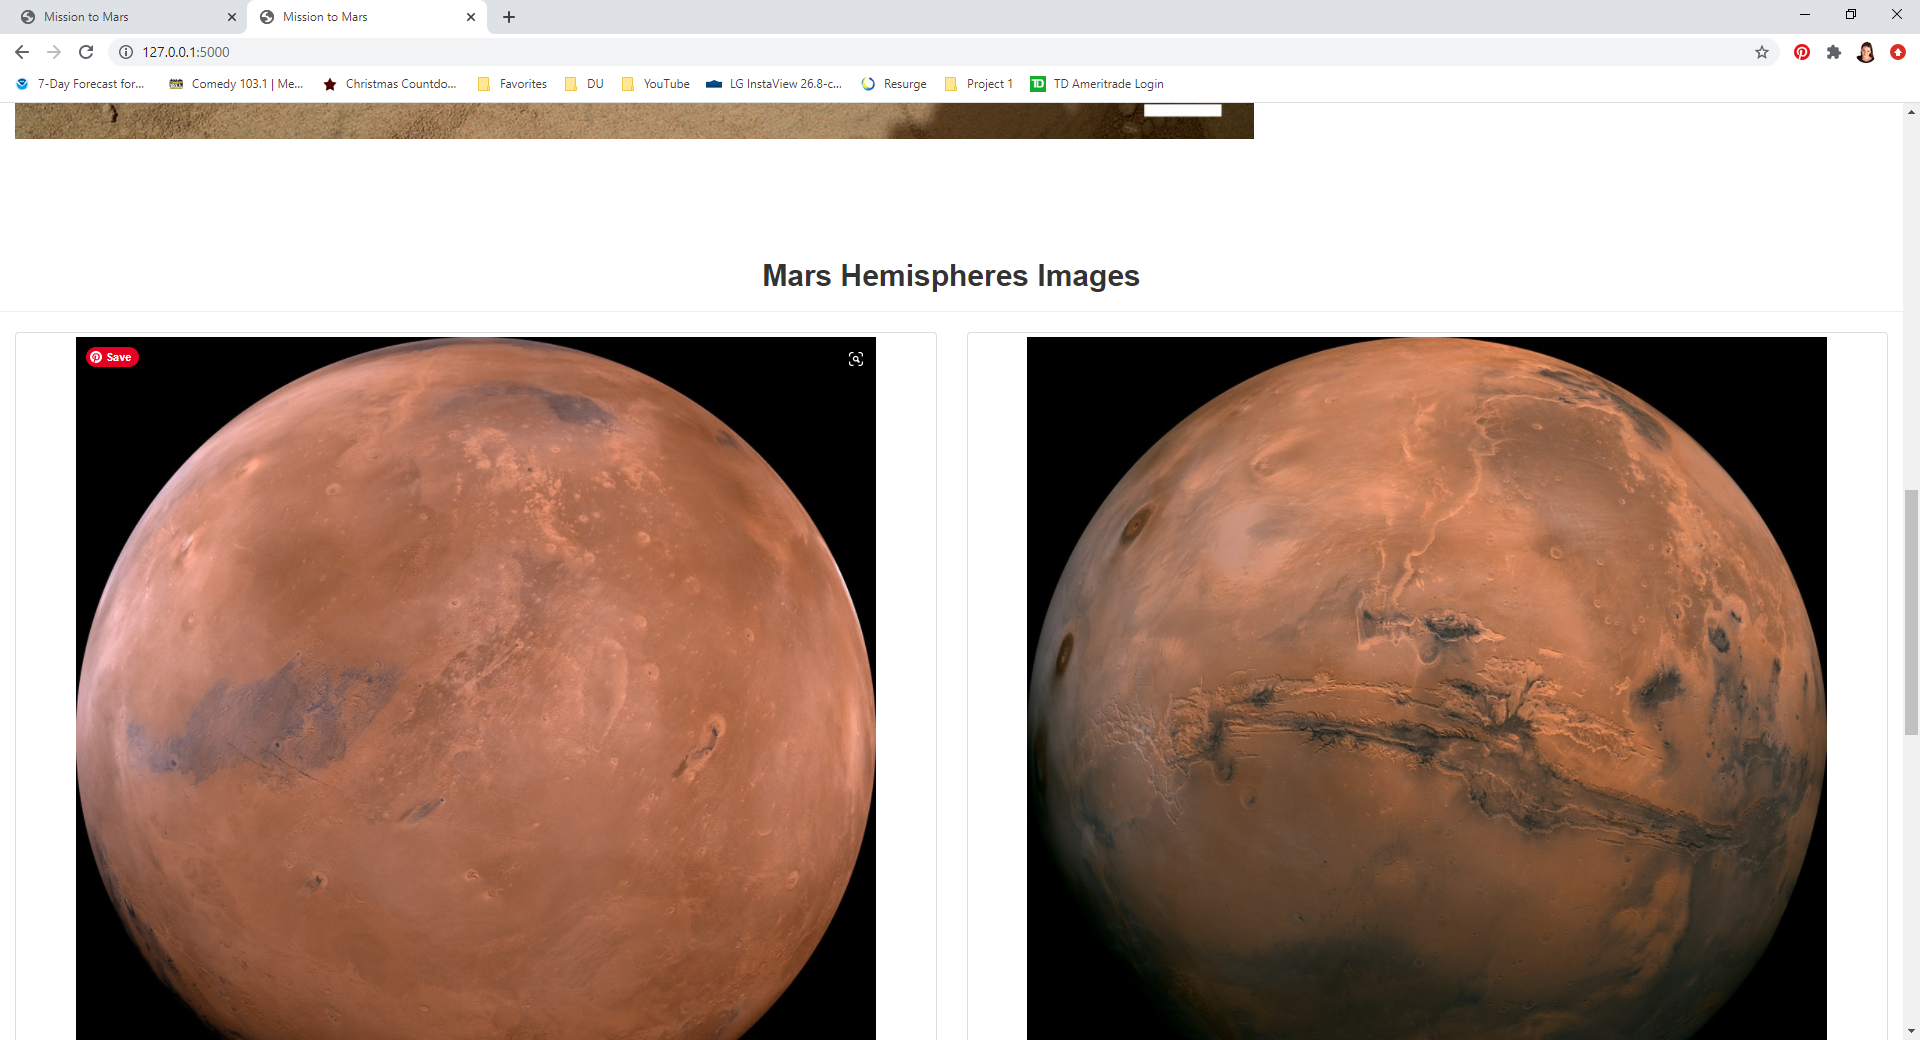 Mission to Mars
Mission to Mars
127.0.0.1:5000
7-Day Forecast for...
Comedy 103.1 | Me...
Christmas Countdo...
Favorites
DU
YouTube
LG InstaView 26.8-c...
Resurge
Project 1
TD
TD Ameritrade Login
Mars Hemispheres Images
Save